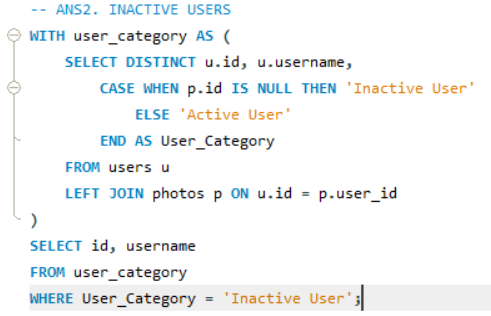 -- ANS2. INACTIVE USERS
WITH user_category AS (
SELECT DISTINCT u.id, u.username,
CASE WHEN p.id IS NULL THEN 'Inactive User'
ELSE 'Active User'
END AS User_Category
FROM users u
LEFT JOIN photos p ON u.id = p.user_id
)
SELECT id, username
FROM user_category
WHERE User_Category = 'Inactive User';